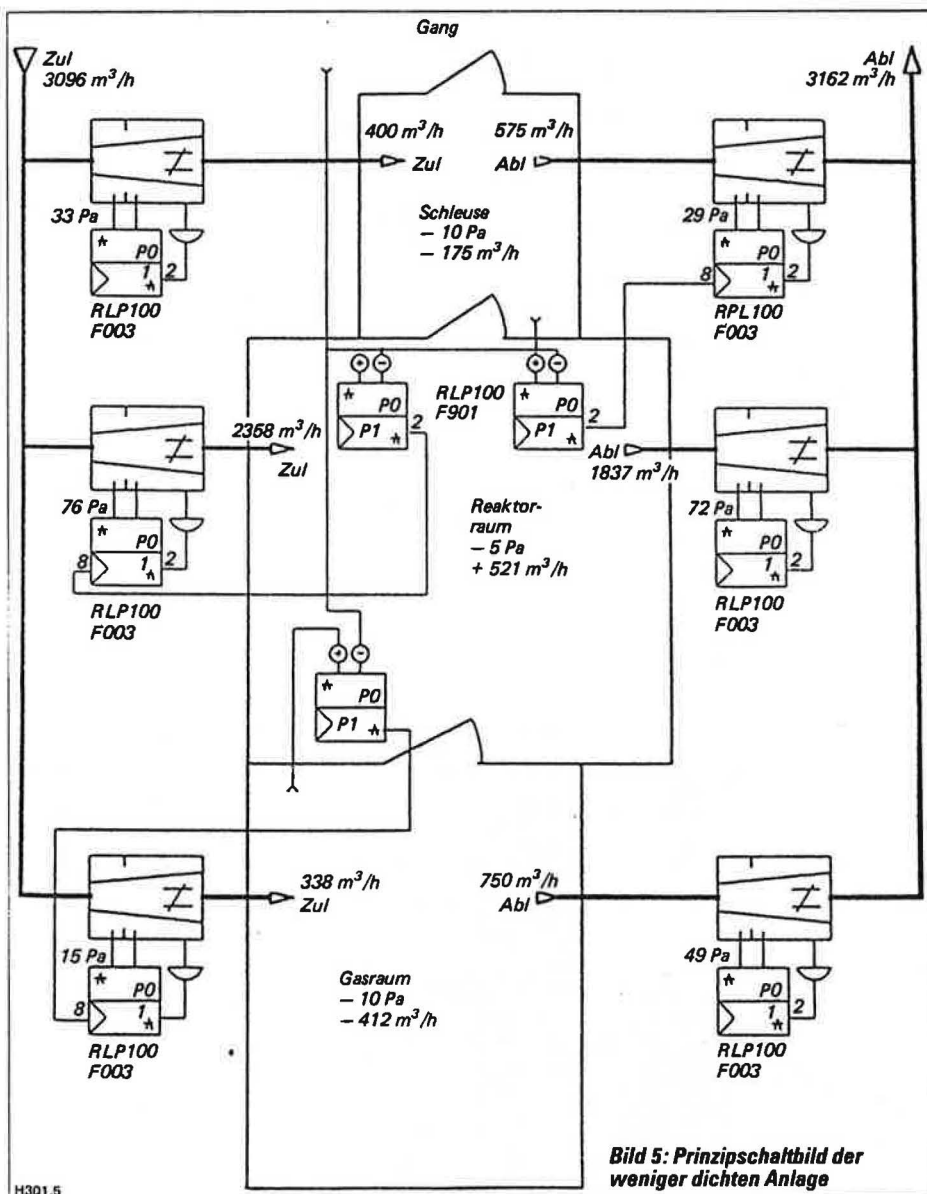 Gang
Zul
3096 m³/h
Abl
3162 m³/h
400 m³/h
Zul
575 m³/h
Abl
33 Pa
P0
1
2
RLP100
F003
Schleuse
– 10 Pa
– 175 m³/h
29 Pa
P0
8
1
2
RPL100
F003
P0
P1
2
RLP100
F901
P0
P1
2
2358 m³/h
Zul
Abl
1837 m³/h
76 Pa
P0
8
1
2
RLP100
F003
Reaktor-
raum
– 5 Pa
+ 521 m³/h
72 Pa
P0
1
2
RLP100
F003
P0
P1
338 m³/h
Zul
750 m³/h
Abl
15 Pa
P0
8
1
RLP100
F003
Gasraum
– 10 Pa
– 412 m³/h
49 Pa
P0
1
2
RLP100
F003
Bild 5: Prinzipschaltbild der
weniger dichten Anlage
H301.5